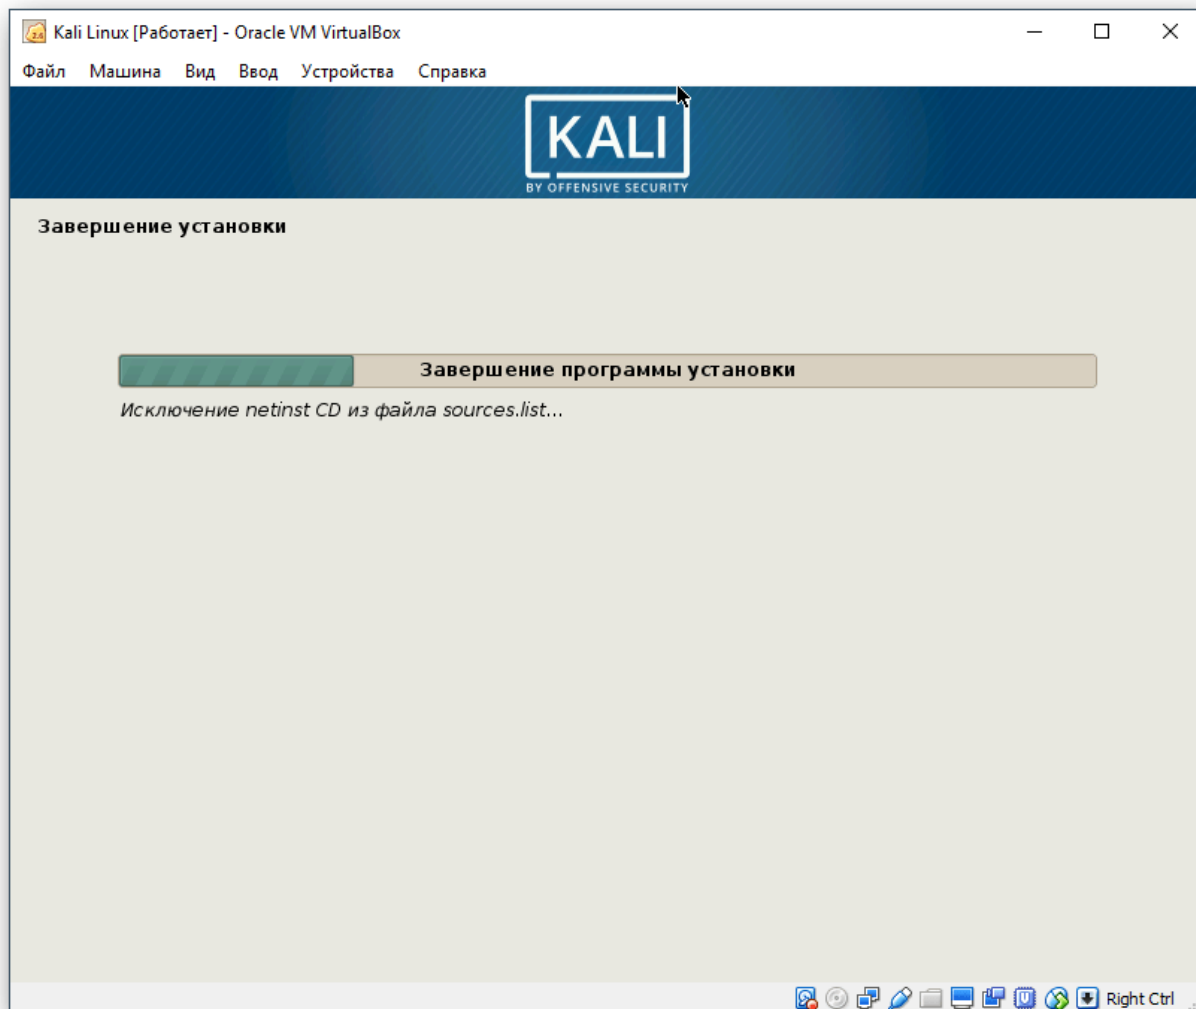 Kali Linux [Работает] - Oracle VM VirtualBox
Файл Машина Вид Ввод Устройства Справка
KALI
BY OFFENSIVE SECURITY
Завершение установки
Завершение программы установки
Исключение netinst CD из файла sources.list...
Right Ctrl